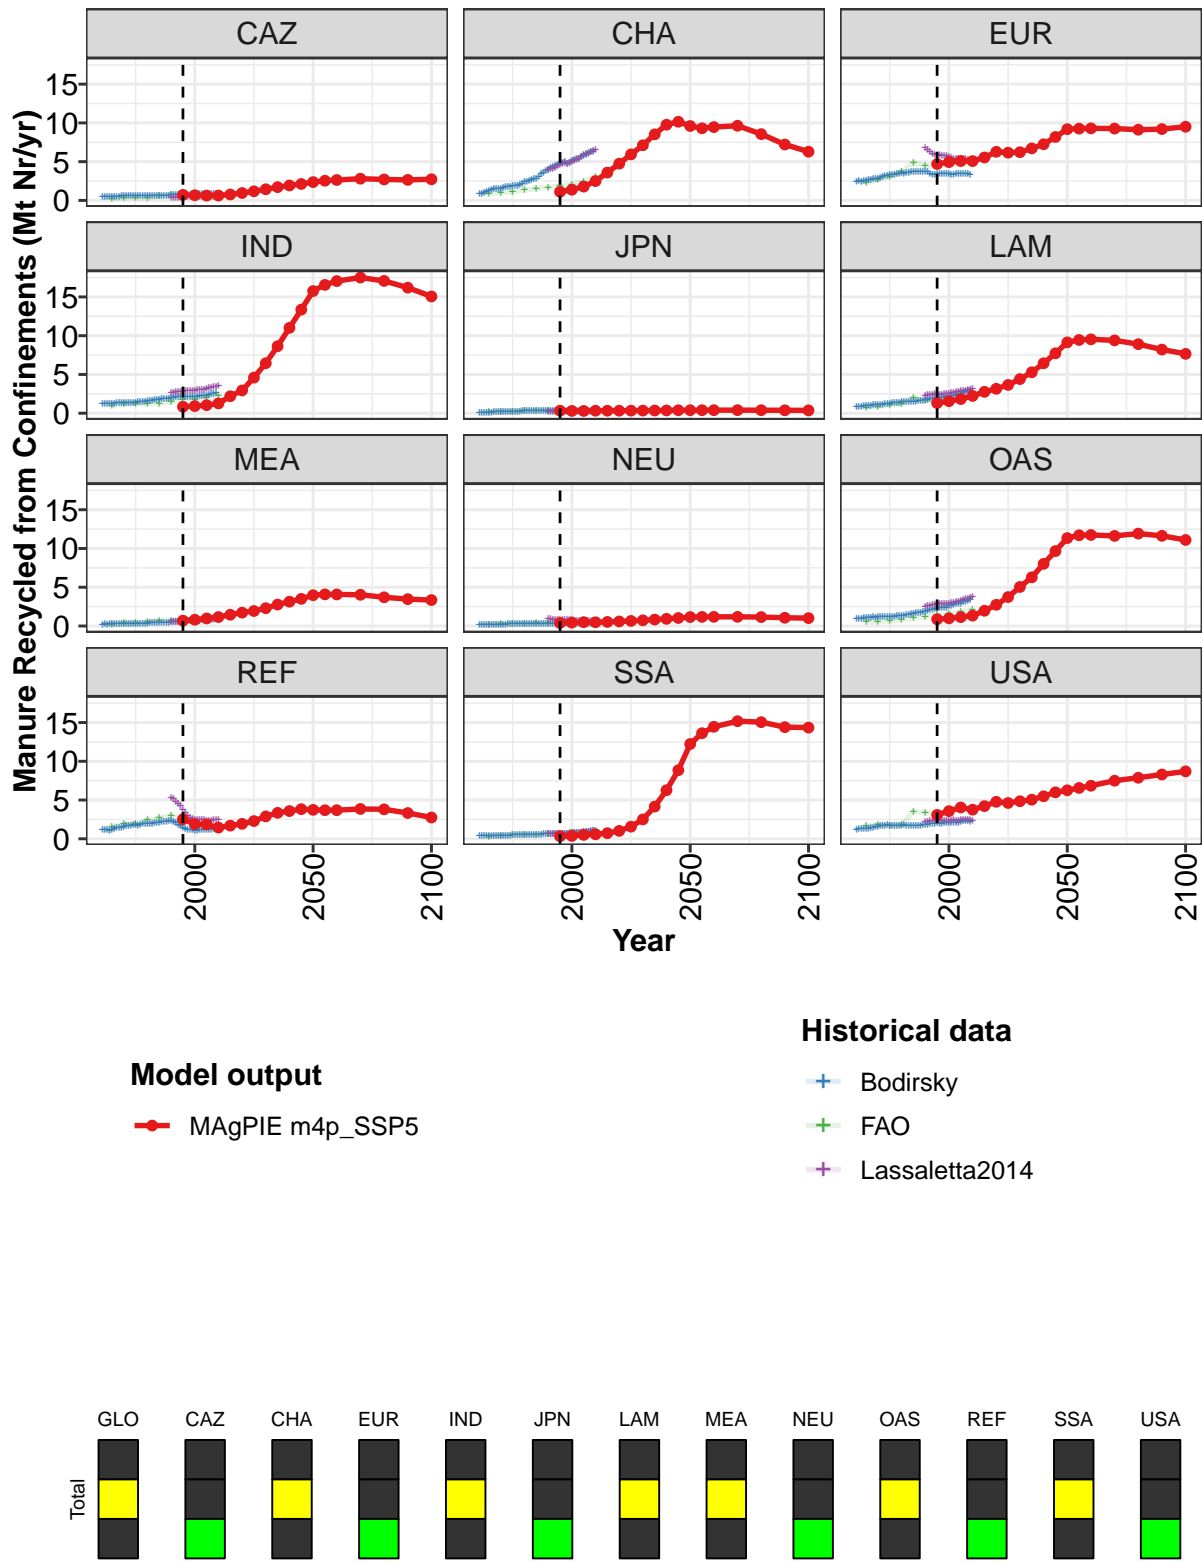 CAZ CHA EUR
15
10
5
0
IND JPN LAM
15
10
5
0
MEA NEU OAS
15
10
5
0
REF SSA USA
15
10
5
0
2000 2050 2100 2000 2050 2100 2000 2050 2100
Year
Manure Recycled from Confinements (Mt Nr/yr)
Model output
MAgPIE m4p_SSP5
Historical data
Bodirsky
FAO
Lassaletta2014
GLO CAZ CHA EUR IND JPN LAM MEA NEU OAS REF SSA USA
Total